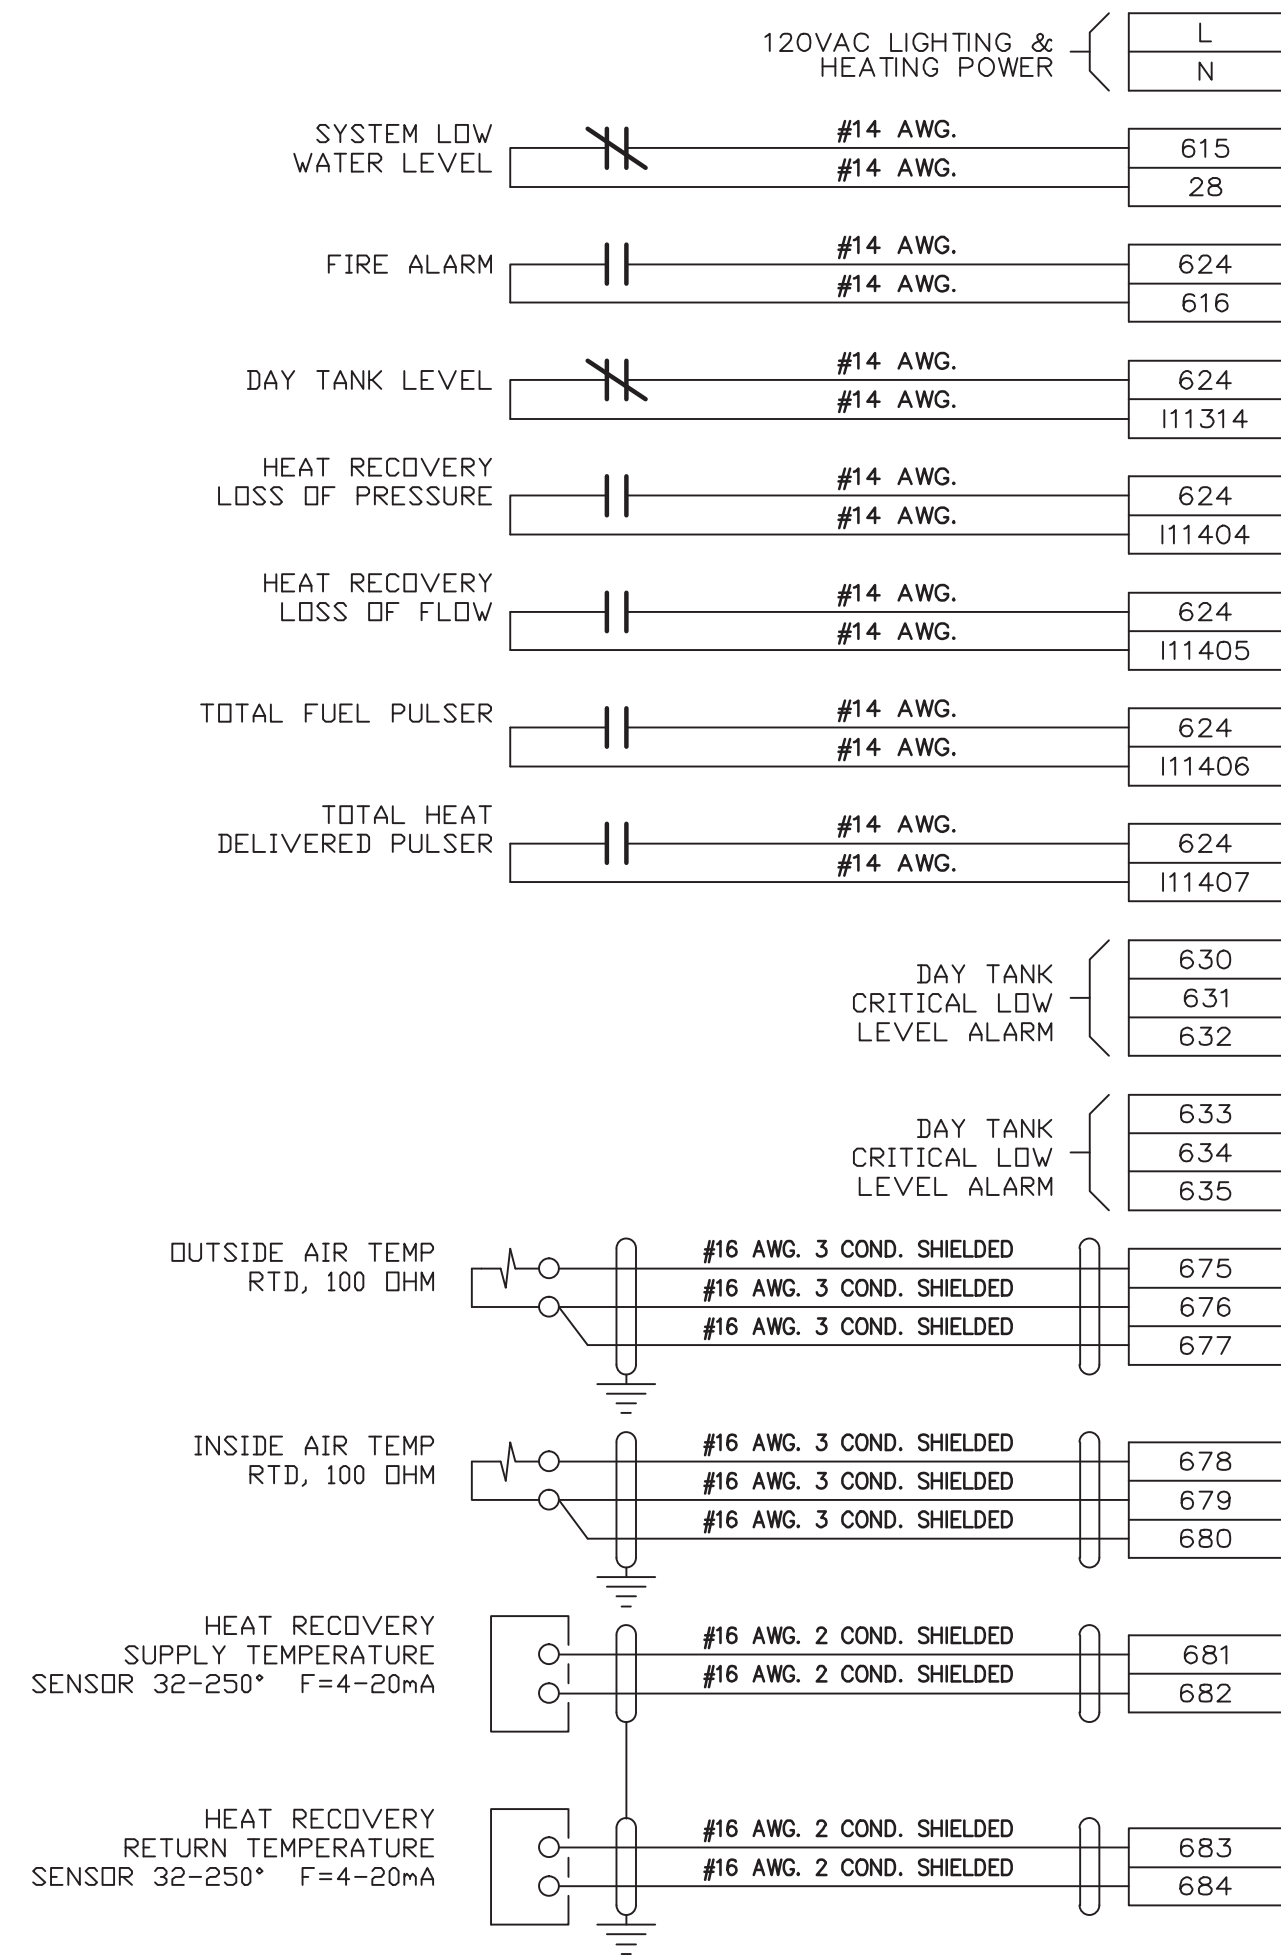 120VAC LIGHTING &
HEATING POWER
L
N
SYSTEM LOW
WATER LEVEL
#14 AWG.
#14 AWG.
615
28
FIRE ALARM
#14 AWG.
#14 AWG.
624
616
DAY TANK LEVEL
#14 AWG.
#14 AWG.
624
I11314
HEAT RECOVERY
LOSS OF PRESSURE
#14 AWG.
#14 AWG.
624
I11404
HEAT RECOVERY
LOSS OF FLOW
#14 AWG.
#14 AWG.
624
I11405
TOTAL FUEL PULSER
#14 AWG.
#14 AWG.
624
I11406
TOTAL HEAT
DELIVERED PULSER
#14 AWG.
#14 AWG.
624
I11407
DAY TANK
CRITICAL LOW
LEVEL ALARM
630
631
632
DAY TANK
CRITICAL LOW
LEVEL ALARM
633
634
635
OUTSIDE AIR TEMP
RTD, 100 OHM
#16 AWG. 3 COND. SHIELDED
#16 AWG. 3 COND. SHIELDED
#16 AWG. 3 COND. SHIELDED
675
676
677
INSIDE AIR TEMP
RTD, 100 OHM
#16 AWG. 3 COND. SHIELDED
#16 AWG. 3 COND. SHIELDED
#16 AWG. 3 COND. SHIELDED
678
679
680
HEAT RECOVERY
SUPPLY TEMPERATURE
SENSOR 32-250° F=4-20mA
#16 AWG. 2 COND. SHIELDED
#16 AWG. 2 COND. SHIELDED
681
682
HEAT RECOVERY
RETURN TEMPERATURE
SENSOR 32-250° F=4-20mA
#16 AWG. 2 COND. SHIELDED
#16 AWG. 2 COND. SHIELDED
683
684